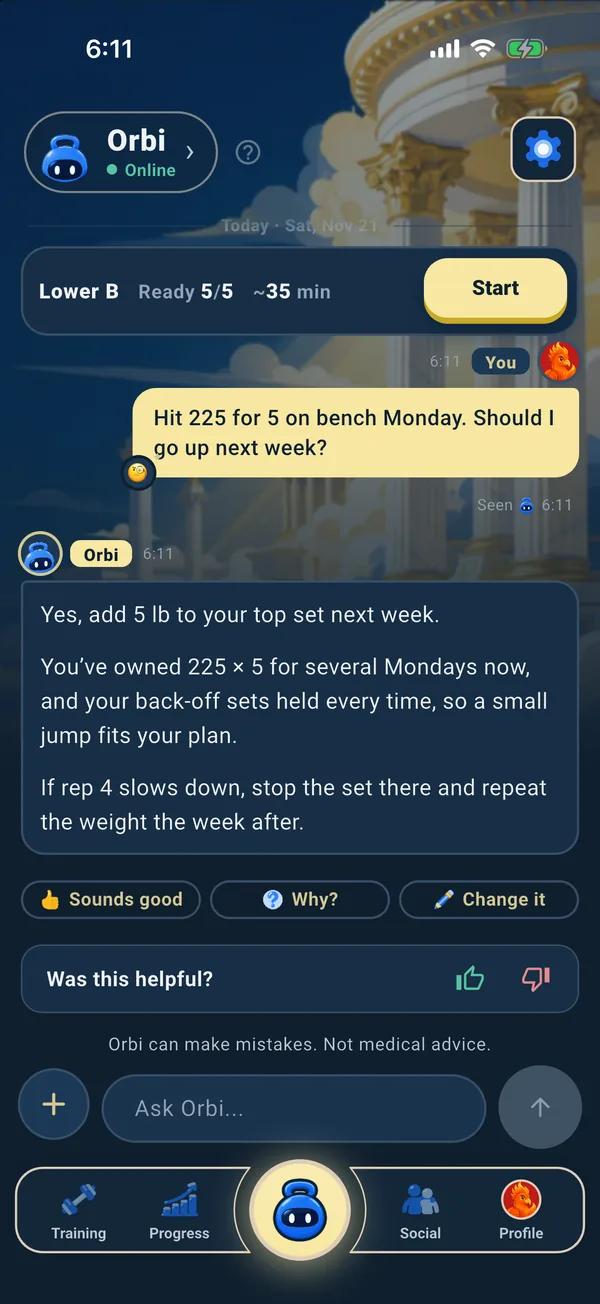 6:11
Orbi ›
Online
?
Today · Sat, Nov 21
Lower B Ready 5/5 ~35 min Start
6:11 You
Hit 225 for 5 on bench Monday. Should I
go up next week?
Seen 6:11
Orbi 6:11
Yes, add 5 lb to your top set next week.
You’ve owned 225 × 5 for several Mondays now,
and your back-off sets held every time, so a small
jump fits your plan.
If rep 4 slows down, stop the set there and repeat
the weight the week after.
👍 Sounds good
Why?
Change it
Was this helpful?
Orbi can make mistakes. Not medical advice.
Ask Orbi...
Training Progress Social Profile